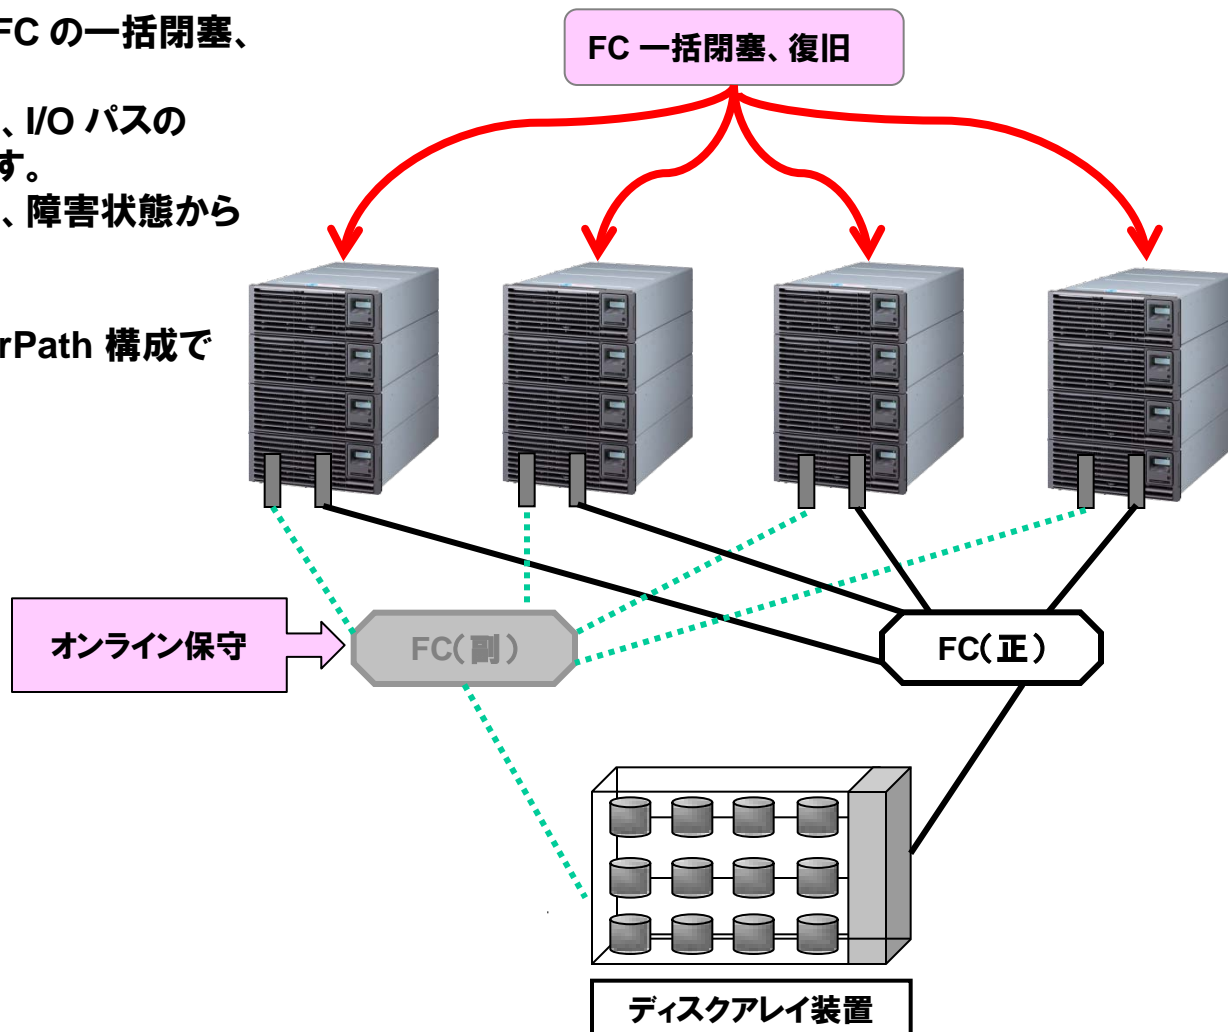 FC の一括閉塞、
、I/O パスの
す。
、障害状態から
rPath 構成で
FC 一括閉塞、復旧
オンライン保守
FC(副)
FC(正)
ディスクアレイ装置